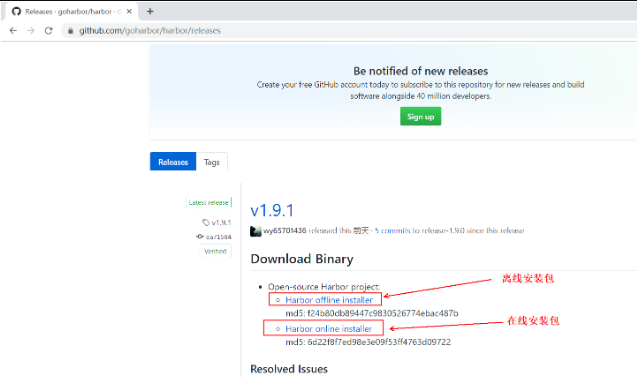 Releases · goharbor/harbor · G
github.com/goharbor/harbor/releases
Be notified of new releases
Create your free GitHub account today to subscribe to this repository for new releases and build
software alongside 40 million developers.
Sign up
Releases Tags
Latest release
v1.9.1
v1.9.1
wy65701436 released this 前天 · 5 commits to release-1.9.0 since this release
Verified
Download Binary
Open-source Harbor project:
离线安装包
Harbor offline installer
md5: f24b80db89447c9830526774ebac487b
在线安装包
Harbor online installer
md5: 6d22f8f7ed98e3e09f53ff4763d09722
Resolved Issues